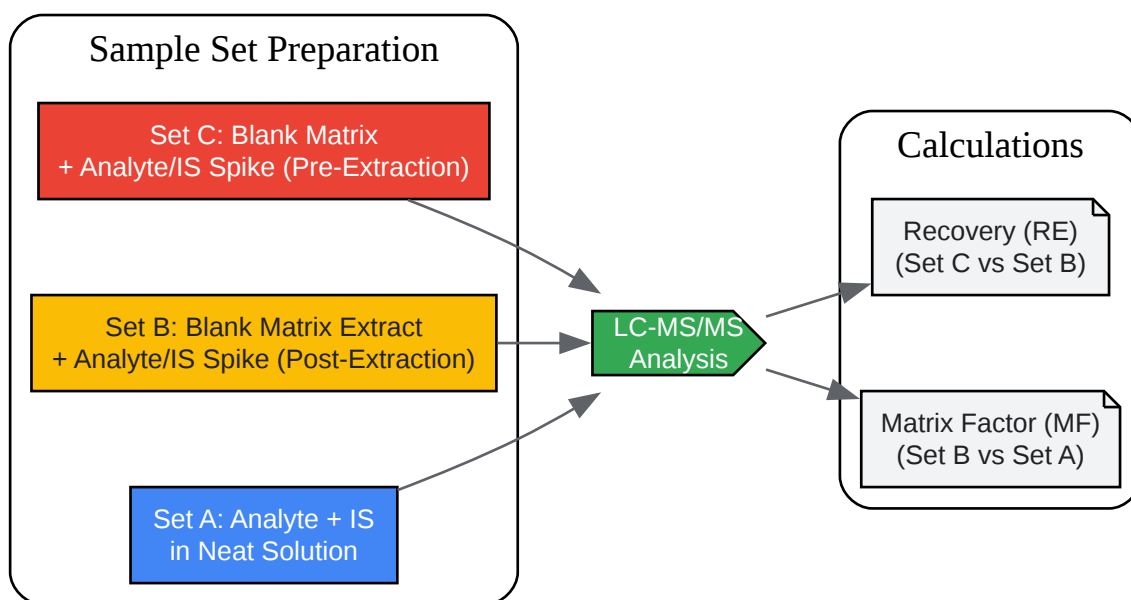 Sample Set Preparation
Set C: Blank Matrix
+ Analyte/IS Spike (Pre-Extraction)
Set B: Blank Matrix Extract
+ Analyte/IS Spike (Post-Extraction)
Set A: Analyte + IS
in Neat Solution
LC-MS/MS
Analysis
Calculations
Recovery (RE)
(Set C vs Set B)
Matrix Factor (MF)
(Set B vs Set A)